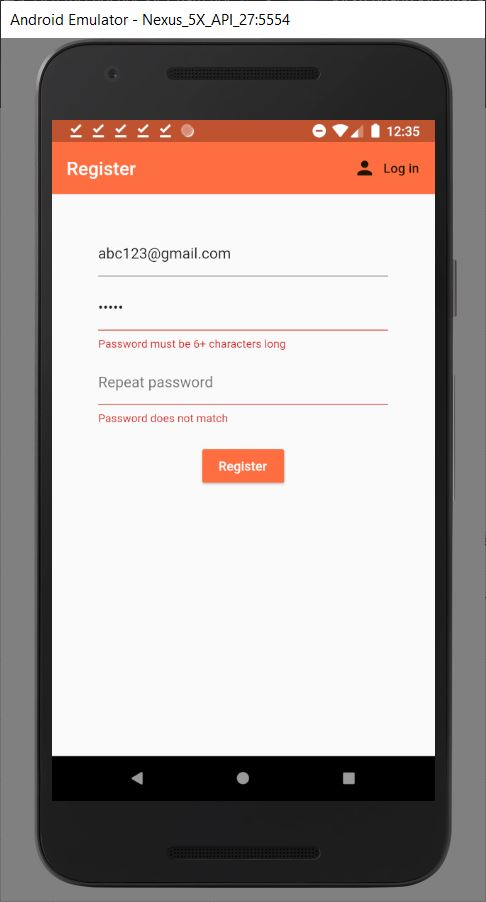 Android Emulator - Nexus_5X_API_27:5554
12:35
Register
Log in
abc123@gmail.com
•••••
Password must be 6+ characters long
Repeat password
Password does not match
Register